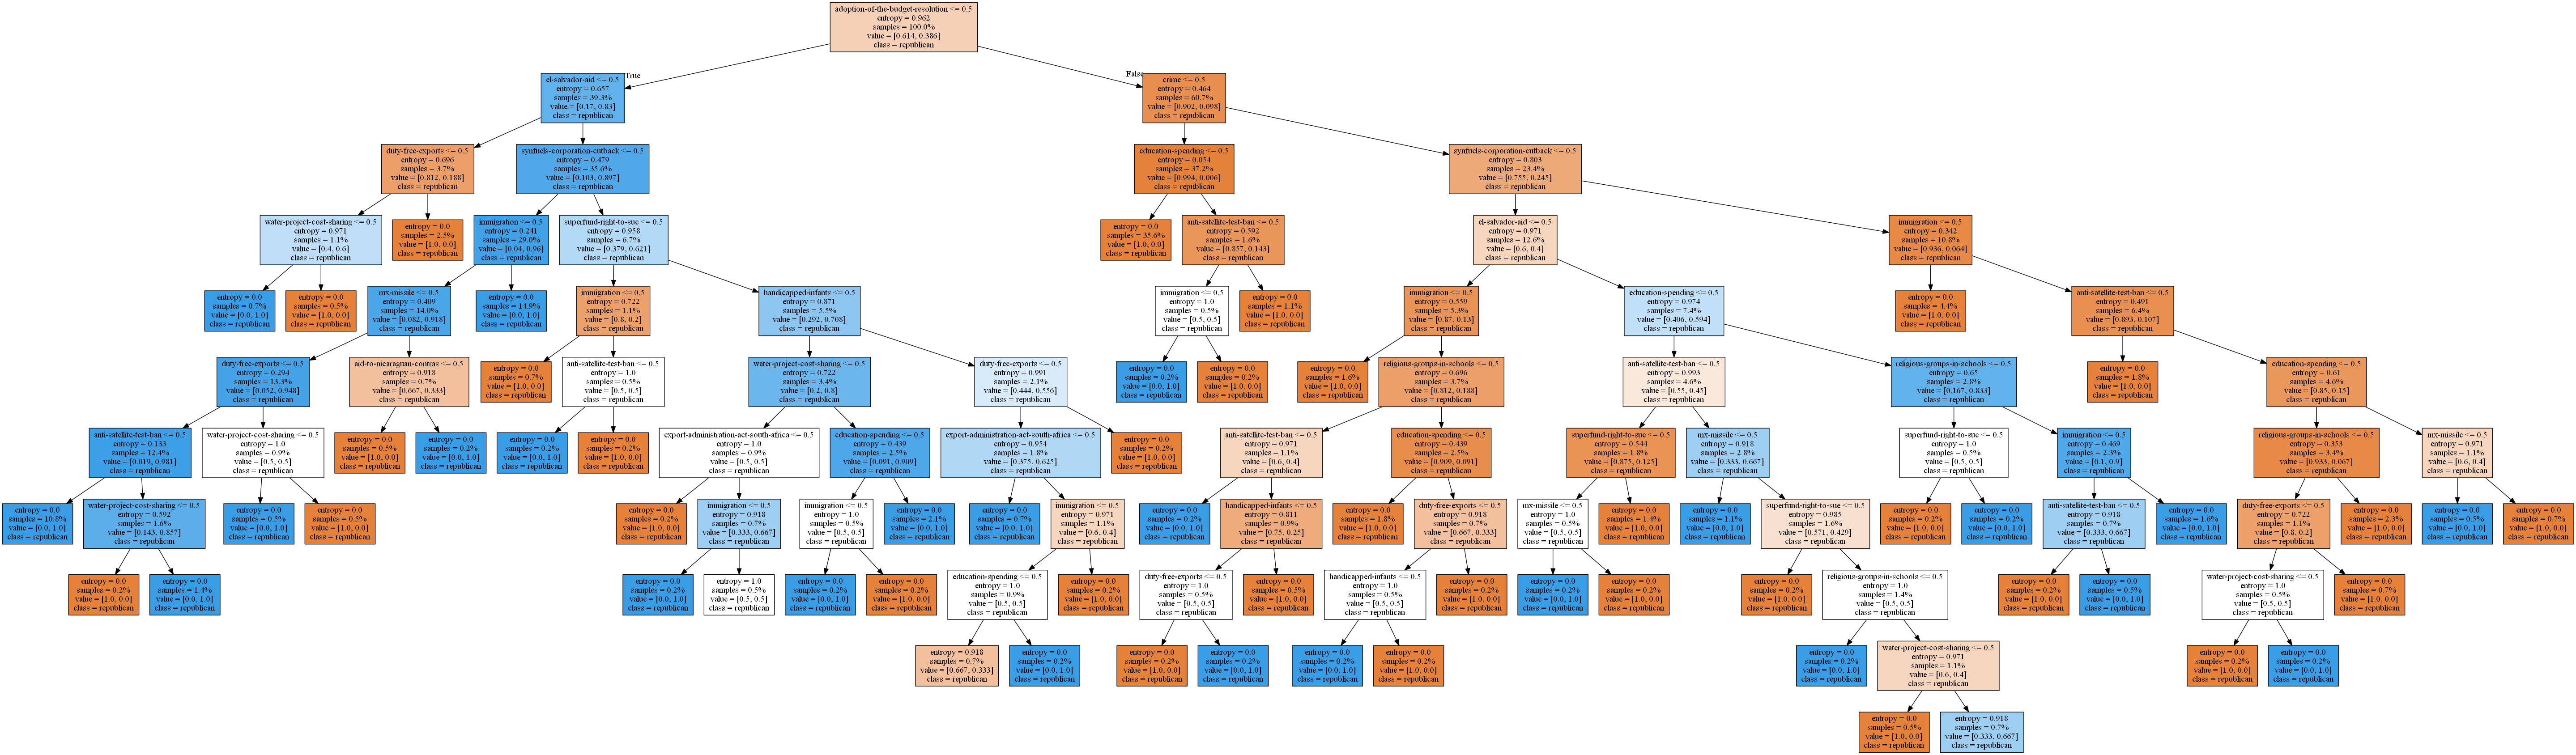 adoption-of-the-budget-resolution <= 0.5
entropy = 0.962
samples = 100.0%
value = [0.614, 0.386]
class = republican
True
False
el-salvador-aid <= 0.5
entropy = 0.657
samples = 39.3%
value = [0.17, 0.83]
class = republican
crime <= 0.5
entropy = 0.464
samples = 60.7%
value = [0.902, 0.098]
class = republican
duty-free-exports <= 0.5
entropy = 0.696
samples = 3.7%
value = [0.812, 0.188]
class = republican
synfuels-corporation-cutback <= 0.5
entropy = 0.479
samples = 35.6%
value = [0.103, 0.897]
class = republican
education-spending <= 0.5
entropy = 0.054
samples = 37.2%
value = [0.994, 0.006]
class = republican
synfuels-corporation-cutback <= 0.5
entropy = 0.803
samples = 23.4%
value = [0.755, 0.245]
class = republican
water-project-cost-sharing <= 0.5
entropy = 0.971
samples = 1.1%
value = [0.4, 0.6]
class = republican
entropy = 0.0
samples = 2.5%
value = [1.0, 0.0]
class = republican
immigration <= 0.5
entropy = 0.241
samples = 29.0%
value = [0.04, 0.96]
class = republican
superfund-right-to-sue <= 0.5
entropy = 0.958
samples = 6.7%
value = [0.379, 0.621]
class = republican
entropy = 0.0
samples = 35.6%
value = [1.0, 0.0]
class = republican
anti-satellite-test-ban <= 0.5
entropy = 0.592
samples = 1.6%
value = [0.857, 0.143]
class = republican
el-salvador-aid <= 0.5
entropy = 0.971
samples = 12.6%
value = [0.6, 0.4]
class = republican
immigration <= 0.5
entropy = 0.342
samples = 10.8%
value = [0.936, 0.064]
class = republican
entropy = 0.0
samples = 0.7%
value = [0.0, 1.0]
class = republican
entropy = 0.0
samples = 0.5%
value = [1.0, 0.0]
class = republican
mx-missile <= 0.5
entropy = 0.409
samples = 14.0%
value = [0.082, 0.918]
class = republican
entropy = 0.0
samples = 14.9%
value = [0.0, 1.0]
class = republican
immigration <= 0.5
entropy = 0.722
samples = 1.1%
value = [0.8, 0.2]
class = republican
handicapped-infants <= 0.5
entropy = 0.871
samples = 5.5%
value = [0.292, 0.708]
class = republican
immigration <= 0.5
entropy = 1.0
samples = 0.5%
value = [0.5, 0.5]
class = republican
entropy = 0.0
samples = 1.1%
value = [1.0, 0.0]
class = republican
immigration <= 0.5
entropy = 0.559
samples = 5.3%
value = [0.87, 0.13]
class = republican
education-spending <= 0.5
entropy = 0.974
samples = 7.4%
value = [0.406, 0.594]
class = republican
entropy = 0.0
samples = 4.4%
value = [1.0, 0.0]
class = republican
anti-satellite-test-ban <= 0.5
entropy = 0.491
samples = 6.4%
value = [0.893, 0.107]
class = republican
duty-free-exports <= 0.5
entropy = 0.294
samples = 13.3%
value = [0.052, 0.948]
class = republican
aid-to-nicaraguan-contras <= 0.5
entropy = 0.918
samples = 0.7%
value = [0.667, 0.333]
class = republican
entropy = 0.0
samples = 0.7%
value = [1.0, 0.0]
class = republican
anti-satellite-test-ban <= 0.5
entropy = 1.0
samples = 0.5%
value = [0.5, 0.5]
class = republican
water-project-cost-sharing <= 0.5
entropy = 0.722
samples = 3.4%
value = [0.2, 0.8]
class = republican
duty-free-exports <= 0.5
entropy = 0.991
samples = 2.1%
value = [0.444, 0.556]
class = republican
entropy = 0.0
samples = 0.2%
value = [0.0, 1.0]
class = republican
entropy = 0.0
samples = 0.2%
value = [1.0, 0.0]
class = republican
entropy = 0.0
samples = 1.6%
value = [1.0, 0.0]
class = republican
religious-groups-in-schools <= 0.5
entropy = 0.696
samples = 3.7%
value = [0.812, 0.188]
class = republican
anti-satellite-test-ban <= 0.5
entropy = 0.993
samples = 4.6%
value = [0.55, 0.45]
class = republican
religious-groups-in-schools <= 0.5
entropy = 0.65
samples = 2.8%
value = [0.167, 0.833]
class = republican
entropy = 0.0
samples = 1.8%
value = [1.0, 0.0]
class = republican
education-spending <= 0.5
entropy = 0.61
samples = 4.6%
value = [0.85, 0.15]
class = republican
anti-satellite-test-ban <= 0.5
entropy = 0.133
samples = 12.4%
value = [0.019, 0.981]
class = republican
water-project-cost-sharing <= 0.5
entropy = 1.0
samples = 0.9%
value = [0.5, 0.5]
class = republican
entropy = 0.0
samples = 0.5%
value = [1.0, 0.0]
class = republican
entropy = 0.0
samples = 0.2%
value = [0.0, 1.0]
class = republican
entropy = 0.0
samples = 0.2%
value = [0.0, 1.0]
class = republican
entropy = 0.0
samples = 0.2%
value = [1.0, 0.0]
class = republican
export-administration-act-south-africa <= 0.5
entropy = 1.0
samples = 0.9%
value = [0.5, 0.5]
class = republican
education-spending <= 0.5
entropy = 0.439
samples = 2.5%
value = [0.091, 0.909]
class = republican
export-administration-act-south-africa <= 0.5
entropy = 0.954
samples = 1.8%
value = [0.375, 0.625]
class = republican
entropy = 0.0
samples = 0.2%
value = [1.0, 0.0]
class = republican
anti-satellite-test-ban <= 0.5
entropy = 0.971
samples = 1.1%
value = [0.6, 0.4]
class = republican
education-spending <= 0.5
entropy = 0.439
samples = 2.5%
value = [0.909, 0.091]
class = republican
superfund-right-to-sue <= 0.5
entropy = 0.544
samples = 1.8%
value = [0.875, 0.125]
class = republican
mx-missile <= 0.5
entropy = 0.918
samples = 2.8%
value = [0.333, 0.667]
class = republican
superfund-right-to-sue <= 0.5
entropy = 1.0
samples = 0.5%
value = [0.5, 0.5]
class = republican
immigration <= 0.5
entropy = 0.469
samples = 2.3%
value = [0.1, 0.9]
class = republican
religious-groups-in-schools <= 0.5
entropy = 0.353
samples = 3.4%
value = [0.933, 0.067]
class = republican
mx-missile <= 0.5
entropy = 0.971
samples = 1.1%
value = [0.6, 0.4]
class = republican
entropy = 0.0
samples = 10.8%
value = [0.0, 1.0]
class = republican
water-project-cost-sharing <= 0.5
entropy = 0.592
samples = 1.6%
value = [0.143, 0.857]
class = republican
entropy = 0.0
samples = 0.5%
value = [0.0, 1.0]
class = republican
entropy = 0.0
samples = 0.5%
value = [1.0, 0.0]
class = republican
entropy = 0.0
samples = 0.2%
value = [1.0, 0.0]
class = republican
immigration <= 0.5
entropy = 0.918
samples = 0.7%
value = [0.333, 0.667]
class = republican
immigration <= 0.5
entropy = 1.0
samples = 0.5%
value = [0.5, 0.5]
class = republican
entropy = 0.0
samples = 2.1%
value = [0.0, 1.0]
class = republican
entropy = 0.0
samples = 0.7%
value = [0.0, 1.0]
class = republican
immigration <= 0.5
entropy = 0.971
samples = 1.1%
value = [0.6, 0.4]
class = republican
entropy = 0.0
samples = 0.2%
value = [0.0, 1.0]
class = republican
handicapped-infants <= 0.5
entropy = 0.811
samples = 0.9%
value = [0.75, 0.25]
class = republican
entropy = 0.0
samples = 1.8%
value = [1.0, 0.0]
class = republican
duty-free-exports <= 0.5
entropy = 0.918
samples = 0.7%
value = [0.667, 0.333]
class = republican
mx-missile <= 0.5
entropy = 1.0
samples = 0.5%
value = [0.5, 0.5]
class = republican
entropy = 0.0
samples = 1.4%
value = [1.0, 0.0]
class = republican
entropy = 0.0
samples = 1.1%
value = [0.0, 1.0]
class = republican
superfund-right-to-sue <= 0.5
entropy = 0.985
samples = 1.6%
value = [0.571, 0.429]
class = republican
entropy = 0.0
samples = 0.2%
value = [1.0, 0.0]
class = republican
entropy = 0.0
samples = 0.2%
value = [0.0, 1.0]
class = republican
anti-satellite-test-ban <= 0.5
entropy = 0.918
samples = 0.7%
value = [0.333, 0.667]
class = republican
entropy = 0.0
samples = 1.6%
value = [0.0, 1.0]
class = republican
duty-free-exports <= 0.5
entropy = 0.722
samples = 1.1%
value = [0.8, 0.2]
class = republican
entropy = 0.0
samples = 2.3%
value = [1.0, 0.0]
class = republican
entropy = 0.0
samples = 0.5%
value = [0.0, 1.0]
class = republican
entropy = 0.0
samples = 0.7%
value = [1.0, 0.0]
class = republican
entropy = 0.0
samples = 0.2%
value = [1.0, 0.0]
class = republican
entropy = 0.0
samples = 1.4%
value = [0.0, 1.0]
class = republican
entropy = 0.0
samples = 0.2%
value = [0.0, 1.0]
class = republican
entropy = 1.0
samples = 0.5%
value = [0.5, 0.5]
class = republican
entropy = 0.0
samples = 0.2%
value = [0.0, 1.0]
class = republican
entropy = 0.0
samples = 0.2%
value = [1.0, 0.0]
class = republican
education-spending <= 0.5
entropy = 1.0
samples = 0.9%
value = [0.5, 0.5]
class = republican
entropy = 0.0
samples = 0.2%
value = [1.0, 0.0]
class = republican
duty-free-exports <= 0.5
entropy = 1.0
samples = 0.5%
value = [0.5, 0.5]
class = republican
entropy = 0.0
samples = 0.5%
value = [1.0, 0.0]
class = republican
handicapped-infants <= 0.5
entropy = 1.0
samples = 0.5%
value = [0.5, 0.5]
class = republican
entropy = 0.0
samples = 0.2%
value = [1.0, 0.0]
class = republican
entropy = 0.0
samples = 0.2%
value = [0.0, 1.0]
class = republican
entropy = 0.0
samples = 0.2%
value = [1.0, 0.0]
class = republican
entropy = 0.0
samples = 0.2%
value = [1.0, 0.0]
class = republican
religious-groups-in-schools <= 0.5
entropy = 1.0
samples = 1.4%
value = [0.5, 0.5]
class = republican
entropy = 0.0
samples = 0.2%
value = [1.0, 0.0]
class = republican
entropy = 0.0
samples = 0.5%
value = [0.0, 1.0]
class = republican
water-project-cost-sharing <= 0.5
entropy = 1.0
samples = 0.5%
value = [0.5, 0.5]
class = republican
entropy = 0.0
samples = 0.7%
value = [1.0, 0.0]
class = republican
entropy = 0.918
samples = 0.7%
value = [0.667, 0.333]
class = republican
entropy = 0.0
samples = 0.2%
value = [0.0, 1.0]
class = republican
entropy = 0.0
samples = 0.2%
value = [1.0, 0.0]
class = republican
entropy = 0.0
samples = 0.2%
value = [0.0, 1.0]
class = republican
entropy = 0.0
samples = 0.2%
value = [0.0, 1.0]
class = republican
entropy = 0.0
samples = 0.2%
value = [1.0, 0.0]
class = republican
entropy = 0.0
samples = 0.2%
value = [0.0, 1.0]
class = republican
water-project-cost-sharing <= 0.5
entropy = 0.971
samples = 1.1%
value = [0.6, 0.4]
class = republican
entropy = 0.0
samples = 0.2%
value = [1.0, 0.0]
class = republican
entropy = 0.0
samples = 0.2%
value = [0.0, 1.0]
class = republican
entropy = 0.0
samples = 0.5%
value = [1.0, 0.0]
class = republican
entropy = 0.918
samples = 0.7%
value = [0.333, 0.667]
class = republican